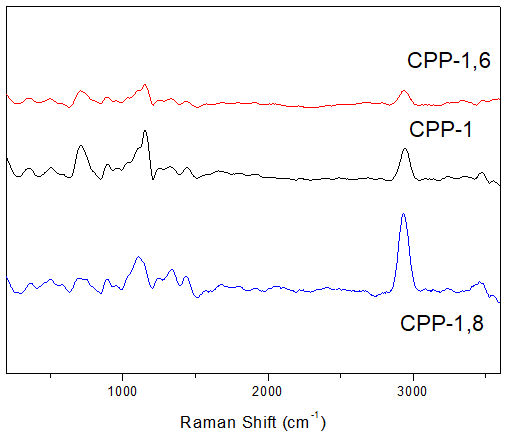 CPP-1,6
CPP-1
CPP-1,8
1000 2000 3000
Raman Shift (cm⁻¹)